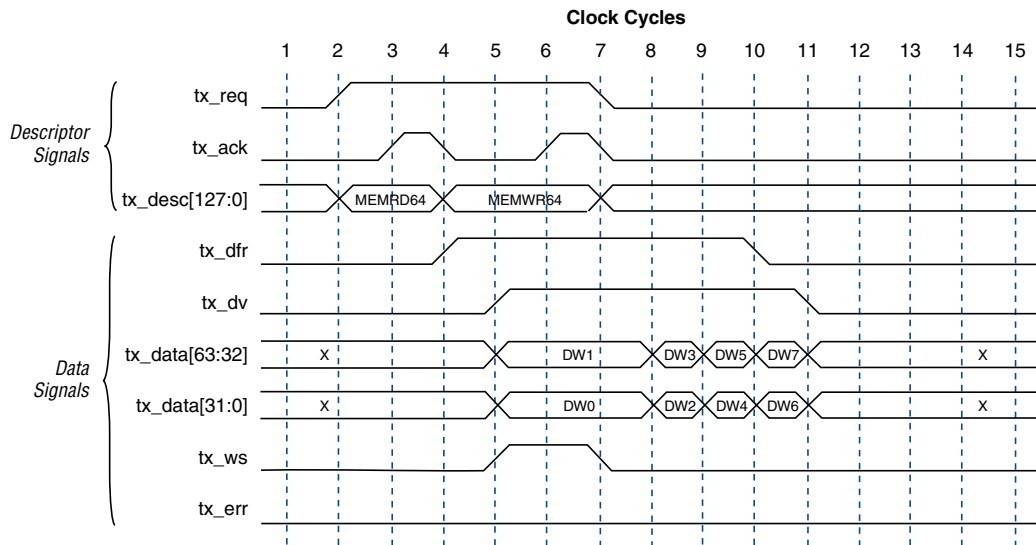 Clock Cycles
1 2 3 4 5 6 7 8 9 10 11 12 13 14 15
Descriptor
Signals
tx_req
tx_ack
tx_desc[127:0] MEMRD64 MEMWR64
Data
Signals
tx_dfr
tx_dv
tx_data[63:32] X DW1 DW3 DW5 DW7 X
tx_data[31:0] X DW0 DW2 DW4 DW6 X
tx_ws
tx_err